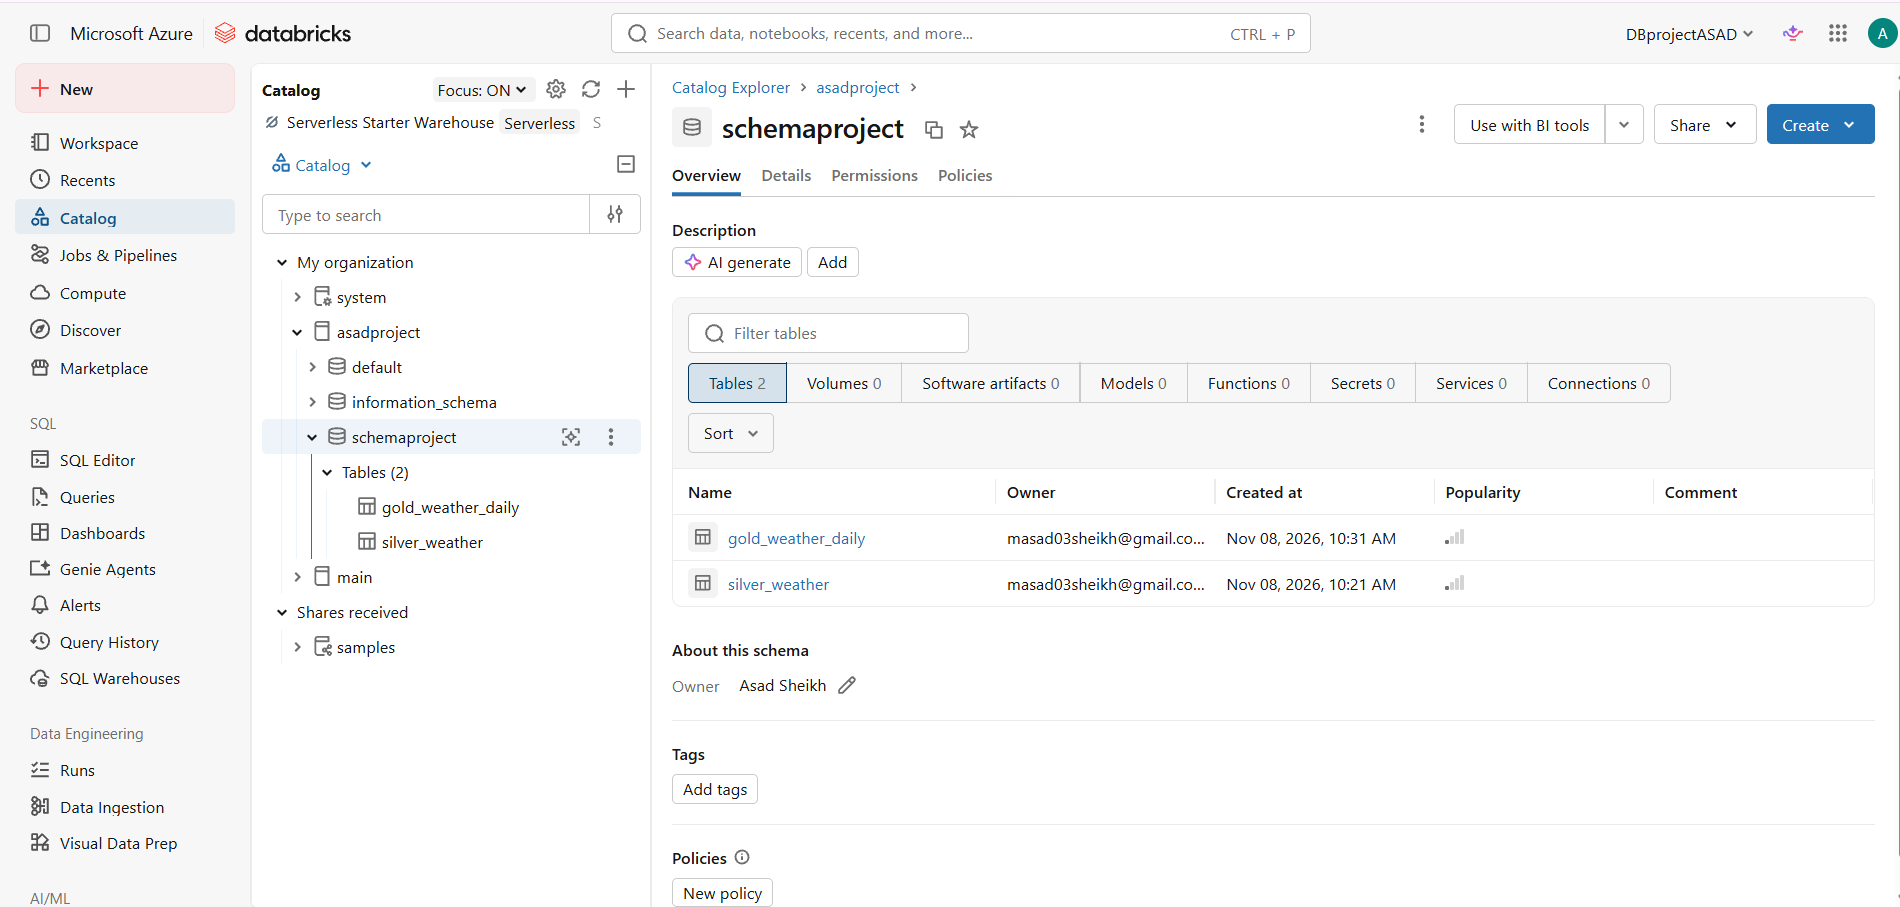 Microsoft Azure databricks
Search data, notebooks, recents, and more... CTRL + P
DBprojectASAD
A
New
Workspace
Recents
Catalog
Jobs & Pipelines
Compute
Discover
Marketplace
SQL
SQL Editor
Queries
Dashboards
Genie Agents
Alerts
Query History
SQL Warehouses
Data Engineering
Runs
Data Ingestion
Visual Data Prep
AI/ML
Catalog Focus: ON
Serverless Starter Warehouse Serverless S
Catalog
Type to search
My organization
system
asadproject
default
information_schema
schemaproject
Tables (2)
gold_weather_daily
silver_weather
main
Shares received
samples
Catalog Explorer > asadproject >
schemaproject
Use with BI tools
Share
Create
Overview Details Permissions Policies
Description
AI generate Add
Filter tables
Tables 2 Volumes 0 Software artifacts 0 Models 0 Functions 0 Secrets 0 Services 0 Connections 0
Sort
Name Owner Created at Popularity Comment
gold_weather_daily masad03sheikh@gmail.co... Nov 08, 2026, 10:31 AM
silver_weather masad03sheikh@gmail.co... Nov 08, 2026, 10:21 AM
About this schema
Owner Asad Sheikh
Tags
Add tags
Policies
New policy